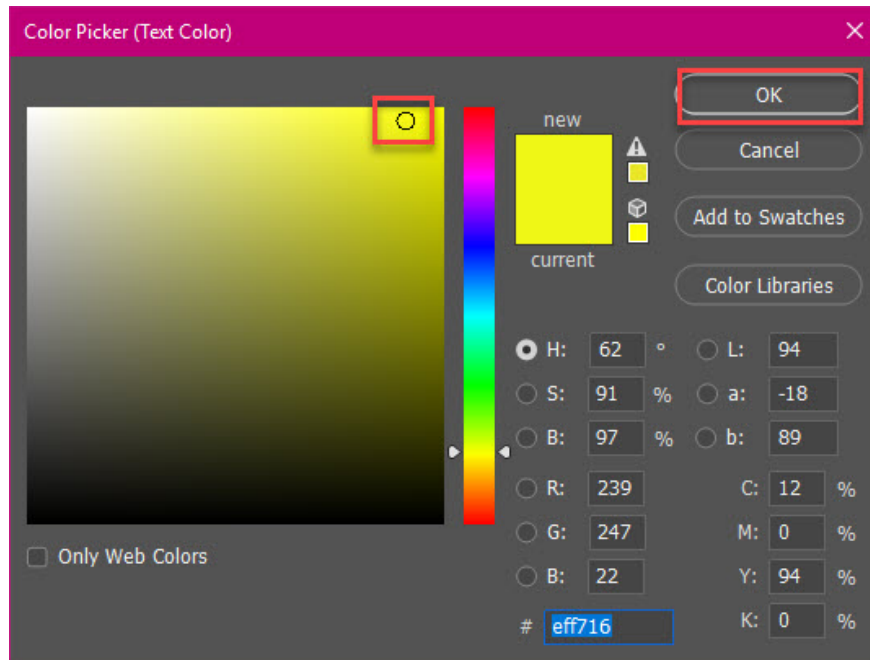 Color Picker (Text Color)
new
current
OK
Cancel
Add to Swatches
Color Libraries
H: 62 °
S: 91 %
B: 97 %
R: 239
G: 247
B: 22
# eff716
L: 94
a: -18
b: 89
C: 12 %
M: 0 %
Y: 94 %
K: 0 %
Only Web Colors